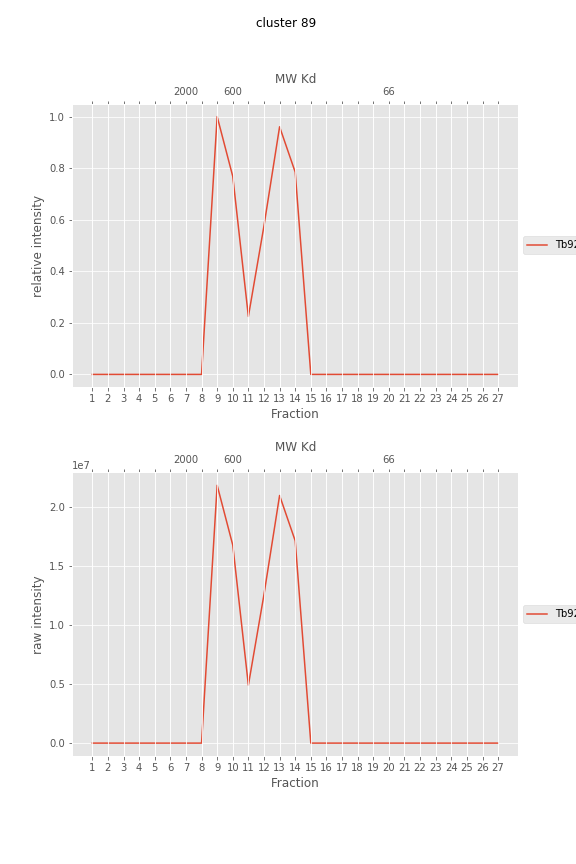 cluster 89
MW Kd
2000 600 66
1.0
0.8
0.6
0.4
0.2
0.0
relative intensity
Tb92
1 2 3 4 5 6 7 8 9 10 11 12 13 14 15 16 17 18 19 20 21 22 23 24 25 26 27
Fraction
MW Kd
2000 600 66
1e7
2.0
1.5
1.0
0.5
0.0
raw intensity
Tb92
1 2 3 4 5 6 7 8 9 10 11 12 13 14 15 16 17 18 19 20 21 22 23 24 25 26 27
Fraction